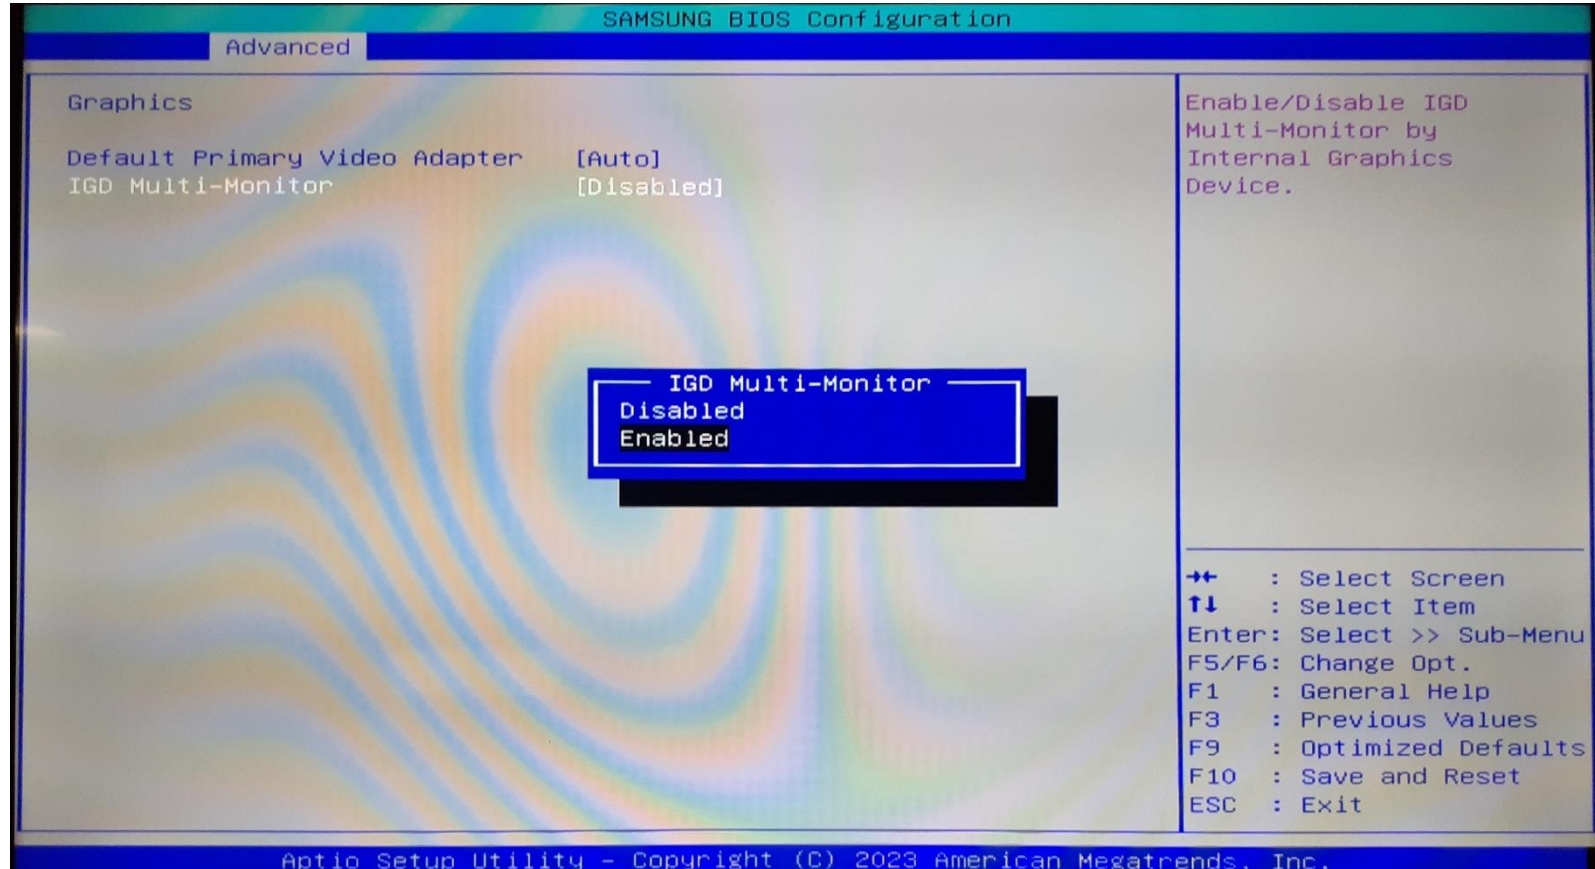 SAMSUNG BIOS Configuration
Advanced
Graphics
Default Primary Video Adapter [Auto]
IGD Multi-Monitor [Disabled]
IGD Multi-Monitor
Disabled
Enabled
Enable/Disable IGD
Multi-Monitor by
Internal Graphics
Device.
→← : Select Screen
↑↓ : Select Item
Enter: Select >> Sub-Menu
F5/F6: Change Opt.
F1 : General Help
F3 : Previous Values
F9 : Optimized Defaults
F10 : Save and Reset
ESC : Exit
Aptio Setup Utility - Copyright (C) 2023 American Megatrends, Inc.